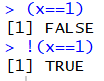 > (x==1)
[1] FALSE
> !(x==1)
[1] TRUE